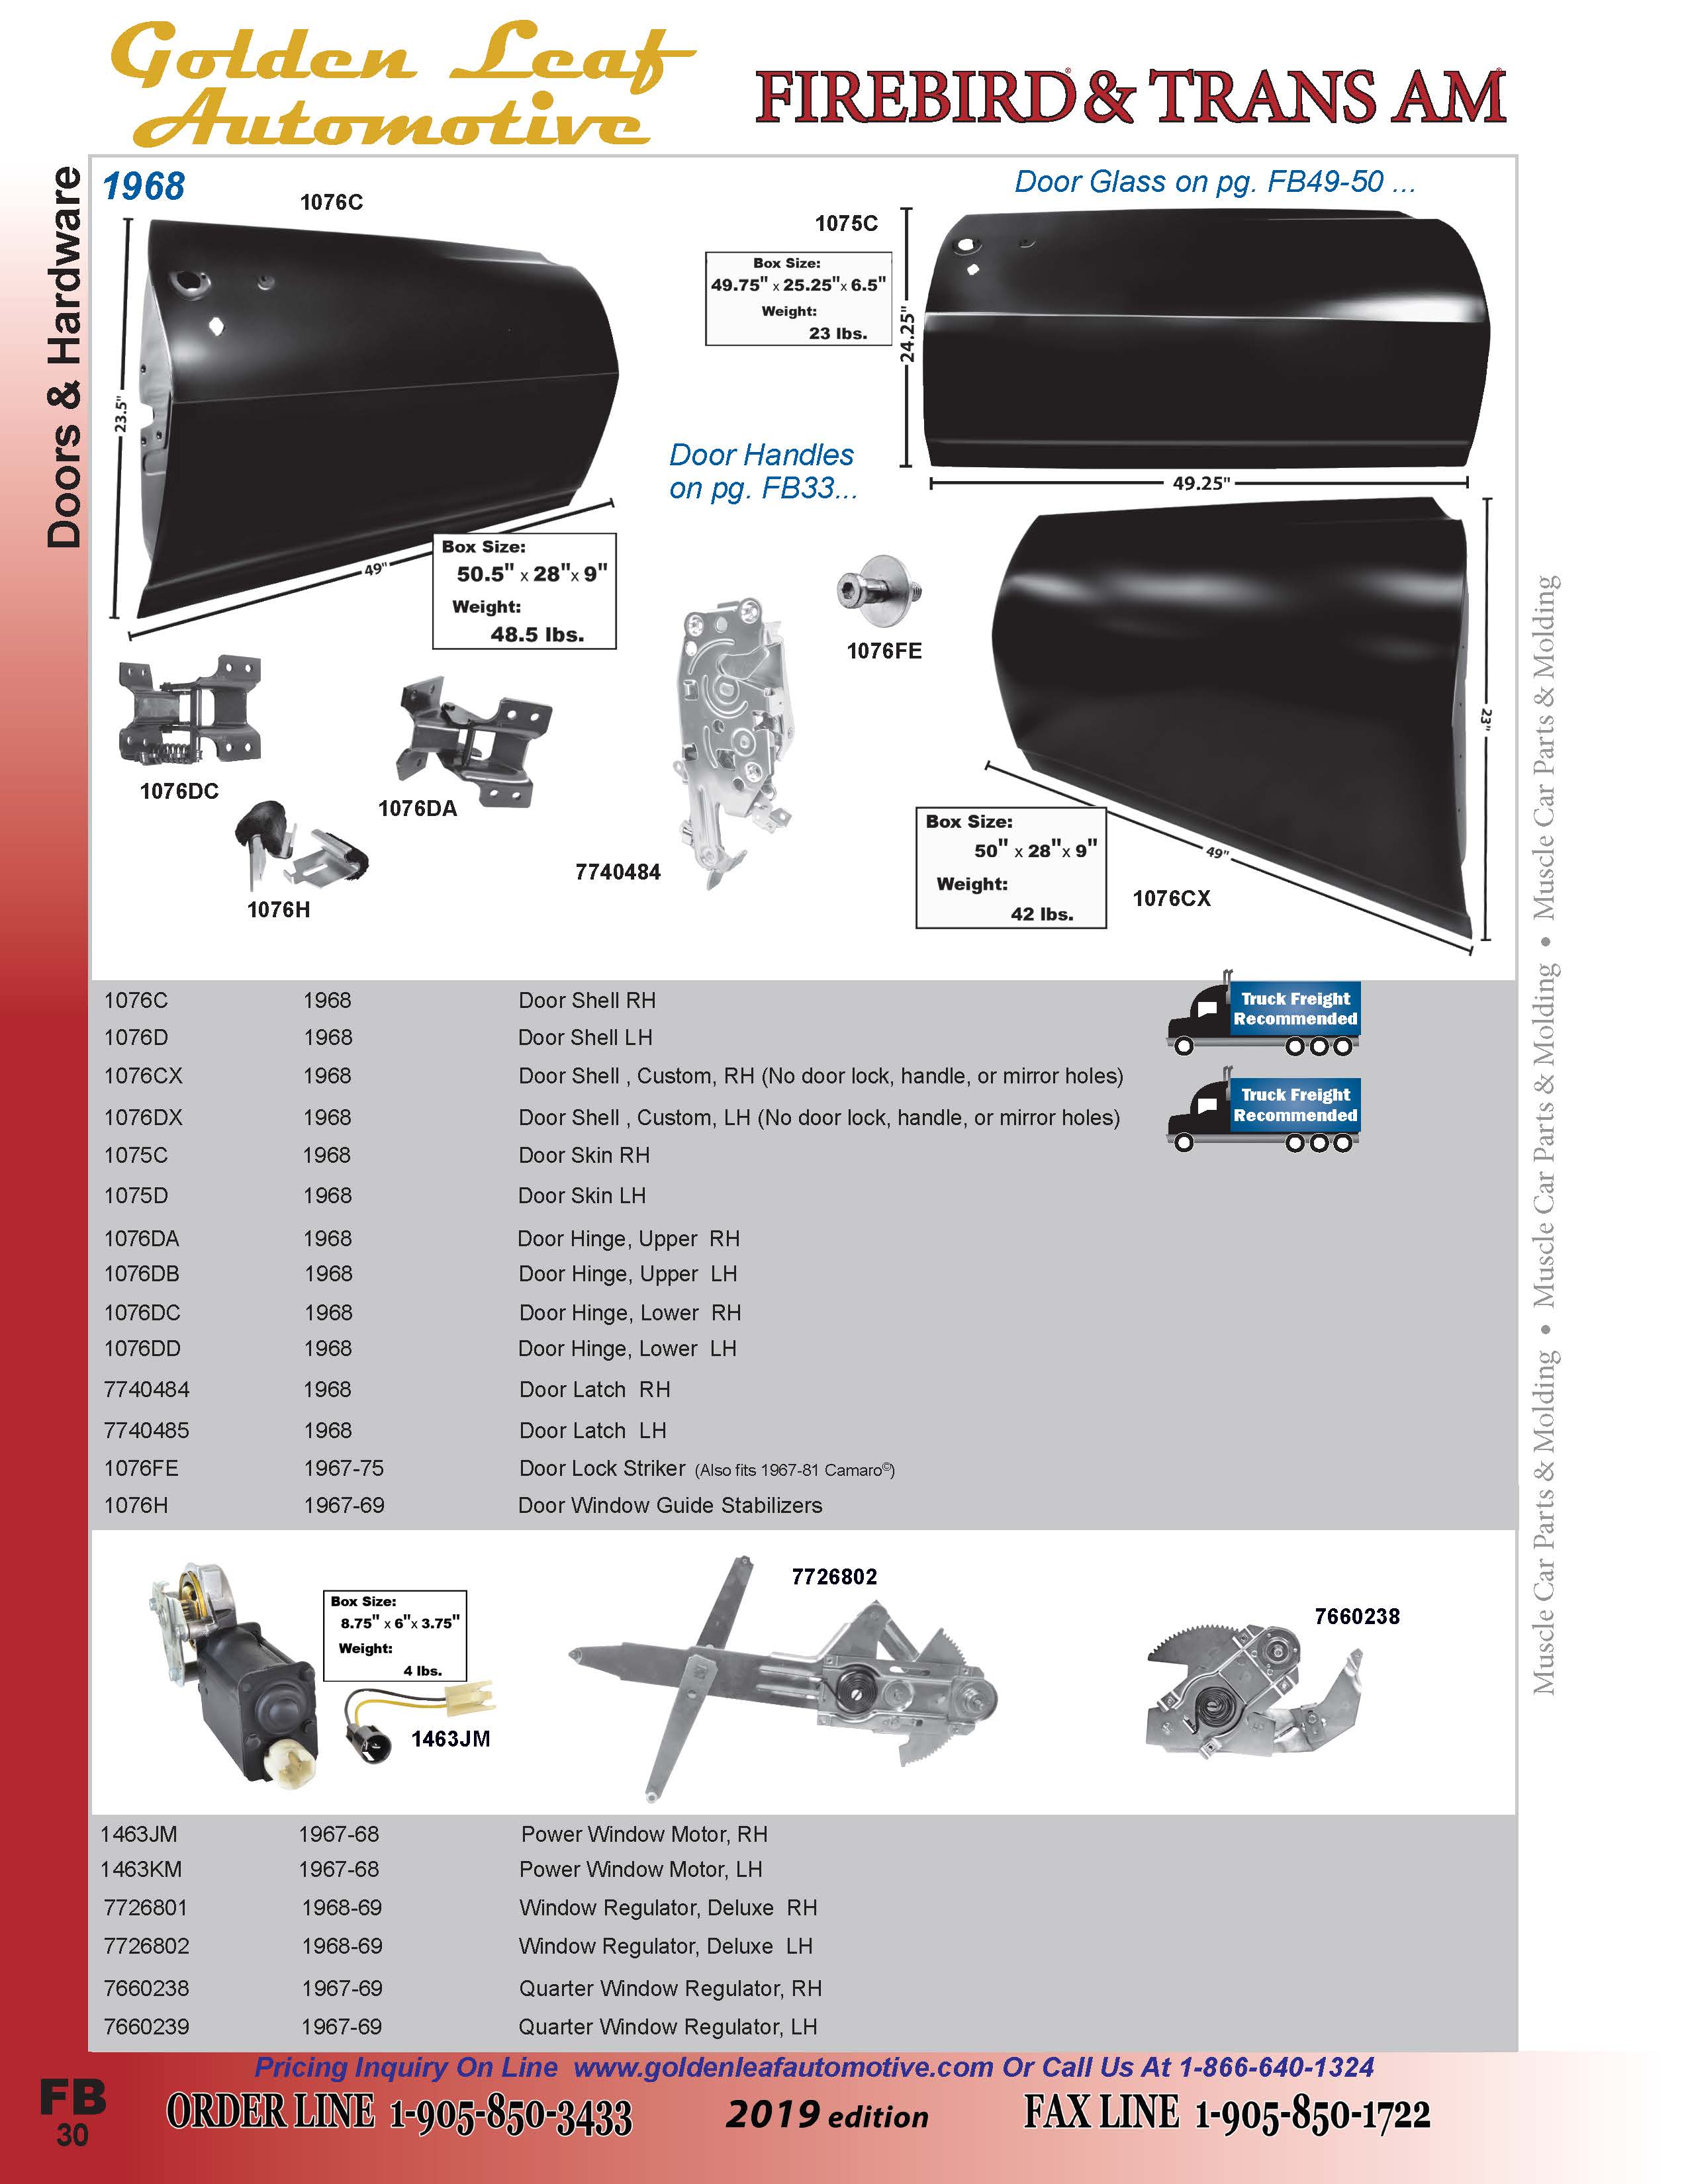 Golden Leaf
Automotive
FIREBIRD® & TRANS AM®
Doors & Hardware
1968
1076C
Door Glass on pg. FB49-50 ...
1075C
Box Size:
49.75" x 25.25"x 6.5"
Weight:
23 lbs.
24.25"
49.25"
23.5"
49"
Door Handles
on pg. FB33...
Box Size:
50.5" x 28"x 9"
Weight:
48.5 lbs.
1076FE
1076DC
1076DA
1076H
7740484
23"
49"
Box Size:
50" x 28"x 9"
Weight:
42 lbs.
1076CX
1076C 1968 Door Shell RH
1076D 1968 Door Shell LH
Truck Freight
Recommended
1076CX 1968 Door Shell , Custom, RH (No door lock, handle, or mirror holes)
1076DX 1968 Door Shell , Custom, LH (No door lock, handle, or mirror holes)
Truck Freight
Recommended
1075C 1968 Door Skin RH
1075D 1968 Door Skin LH
1076DA 1968 Door Hinge, Upper RH
1076DB 1968 Door Hinge, Upper LH
1076DC 1968 Door Hinge, Lower RH
1076DD 1968 Door Hinge, Lower LH
7740484 1968 Door Latch RH
7740485 1968 Door Latch LH
1076FE 1967-75 Door Lock Striker (Also fits 1967-81 Camaro©)
1076H 1967-69 Door Window Guide Stabilizers
Box Size:
8.75" x 6"x 3.75"
Weight:
4 lbs.
1463JM
7726802
7660238
1463JM 1967-68 Power Window Motor, RH
1463KM 1967-68 Power Window Motor, LH
7726801 1968-69 Window Regulator, Deluxe RH
7726802 1968-69 Window Regulator, Deluxe LH
7660238 1967-69 Quarter Window Regulator, RH
7660239 1967-69 Quarter Window Regulator, LH
Muscle Car Parts & Molding • Muscle Car Parts & Molding • Muscle Car Parts & Molding
Pricing Inquiry On Line www.goldenleafautomotive.com Or Call Us At 1-866-640-1324
FB
30
ORDER LINE 1-905-850-3433
2019 edition
FAX LINE 1-905-850-1722